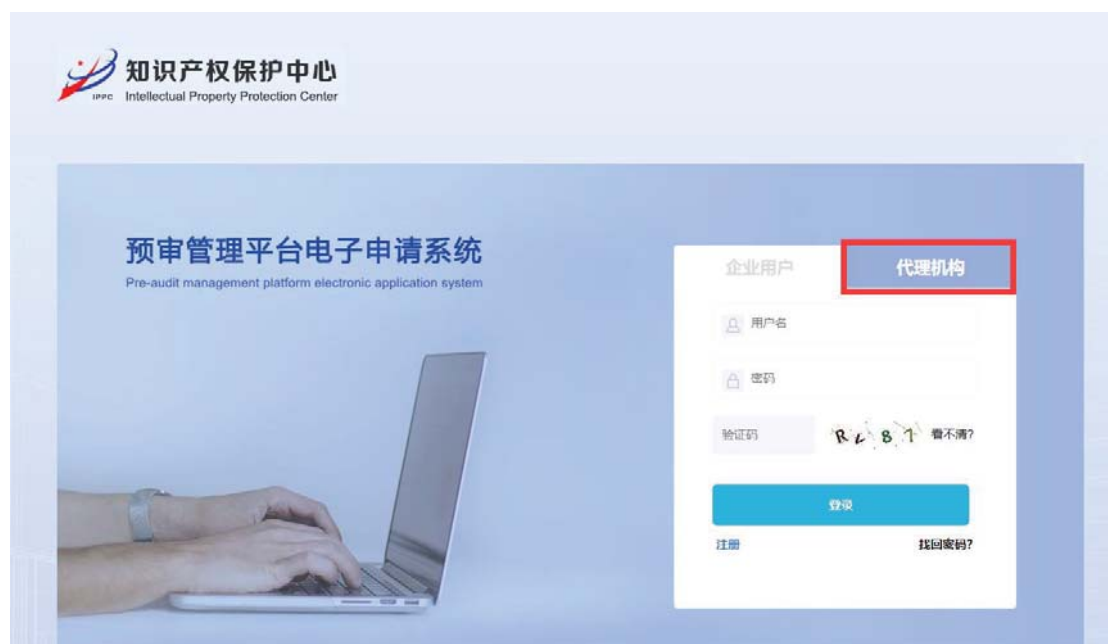 知识产权保护中心
IPPC
Intellectual Property Protection Center
预审管理平台电子申请系统
Pre-audit management platform electronic application system
企业用户
代理机构
用户名
密码
验证码
RL87
看不清?
登录
注册
找回密码?